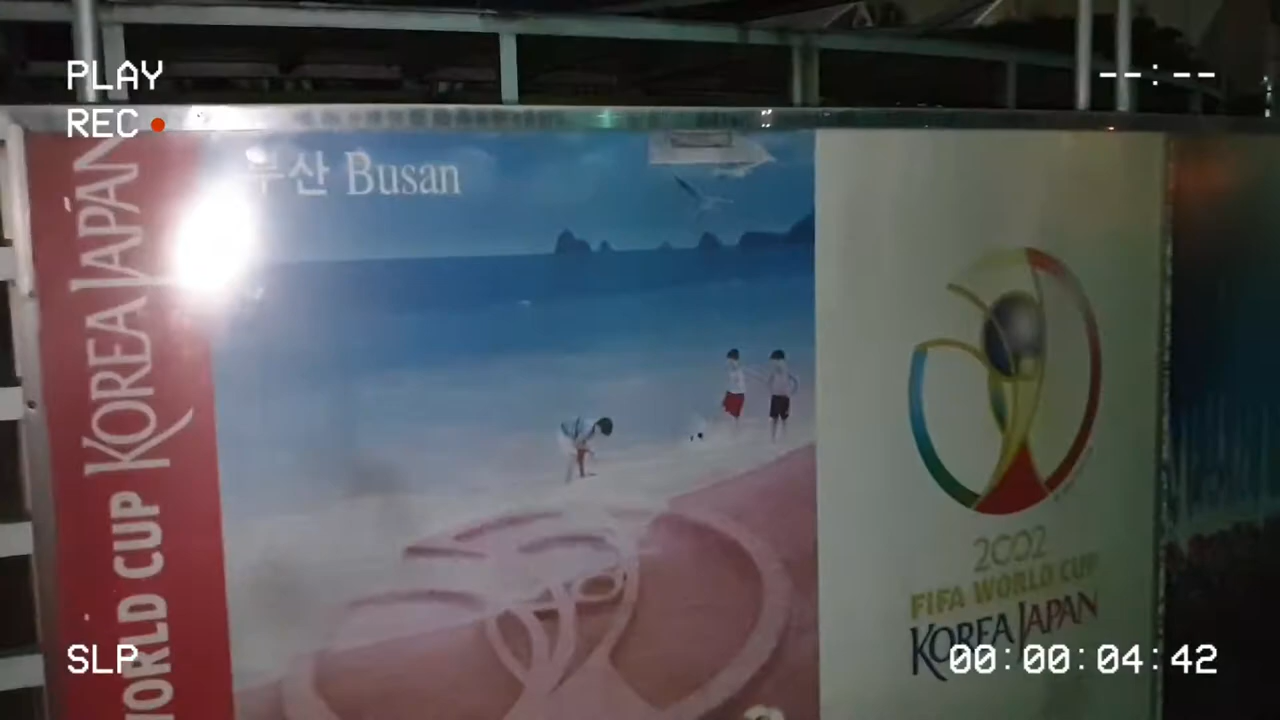 PLAY
--:--
REC
부산 Busan
WORLD CUP KOREA JAPAN
2002
FIFA WORLD CUP
KOREA JAPAN
SLP
00:00:04:42